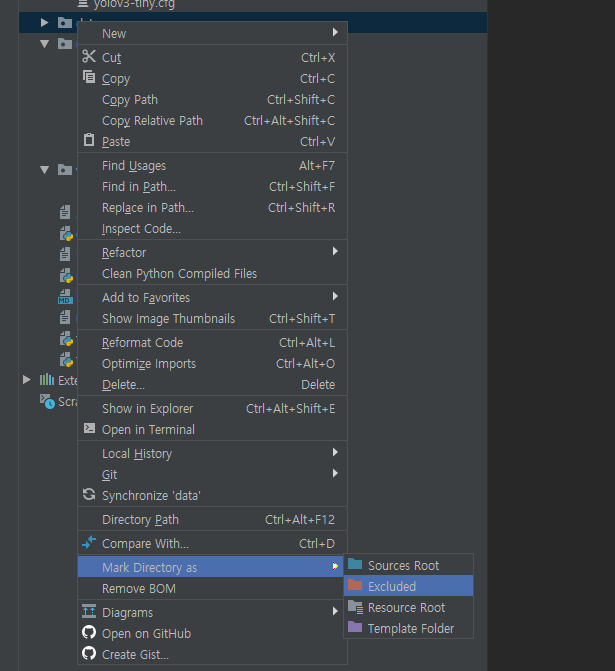 yolov3-tiny.cfg
New
Cut Ctrl+X
Copy Ctrl+C
Copy Path Ctrl+Shift+C
Copy Relative Path Ctrl+Alt+Shift+C
Paste Ctrl+V
Find Usages Alt+F7
Find in Path... Ctrl+Shift+F
Replace in Path... Ctrl+Shift+R
Inspect Code...
Refactor
Clean Python Compiled Files
Add to Favorites
Show Image Thumbnails Ctrl+Shift+T
Reformat Code Ctrl+Alt+L
Optimize Imports Ctrl+Alt+O
Delete... Delete
Show in Explorer Ctrl+Alt+Shift+E
Open in Terminal
Local History
Git
Synchronize 'data'
Directory Path Ctrl+Alt+F12
Compare With... Ctrl+D
Mark Directory as
Remove BOM
Diagrams
Open on GitHub
Create Gist...
Sources Root
Excluded
Resource Root
Template Folder
MD
Exte
Scra